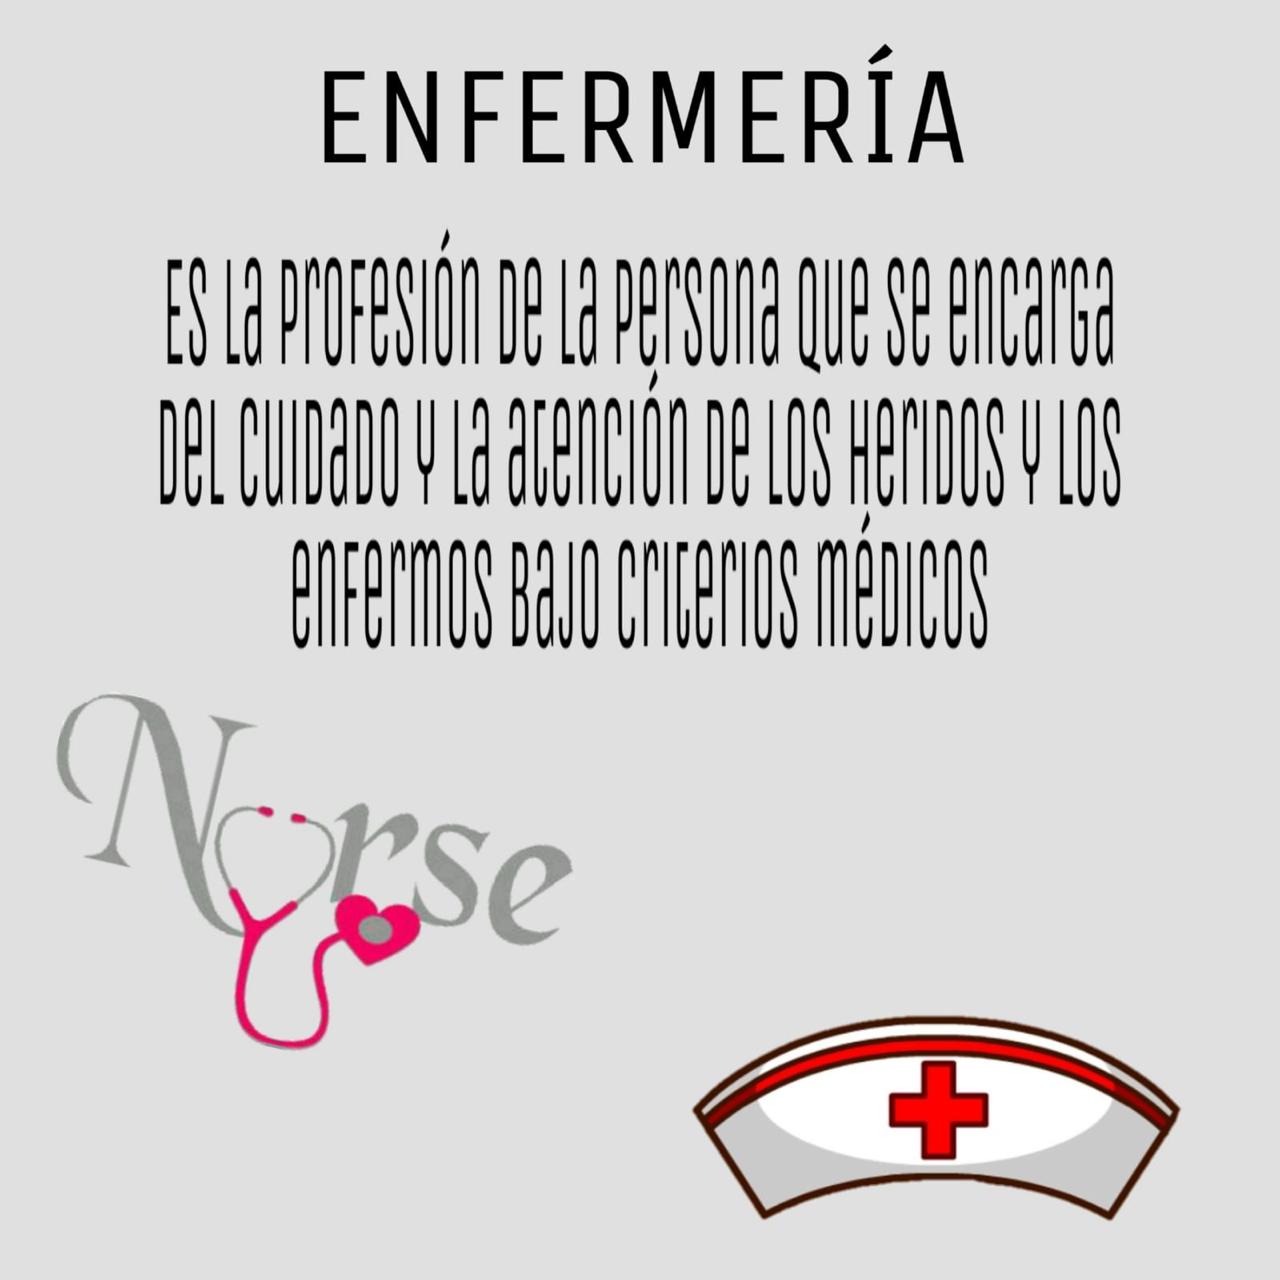 ENFERMERÍA
Es la profesión de la persona que se encarga
del cuidado y la atención de los heridos y los
enfermos bajo criterios médicos
Nurse